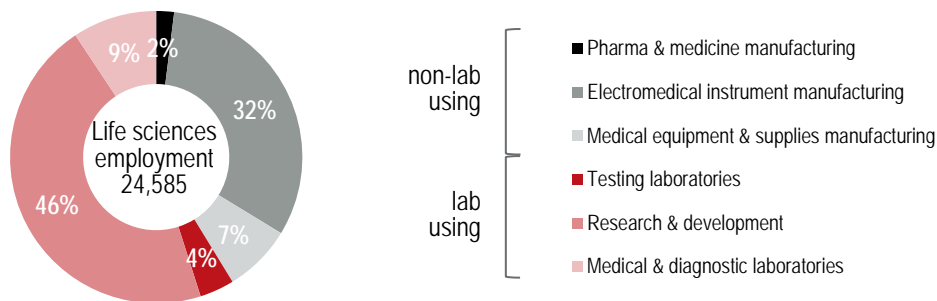 9%
2%
32%
Life sciences
employment
24,585
46%
7%
4%
non-lab
using
lab
using
Pharma & medicine manufacturing
Electromedical instrument manufacturing
Medical equipment & supplies manufacturing
Testing laboratories
Research & development
Medical & diagnostic laboratories